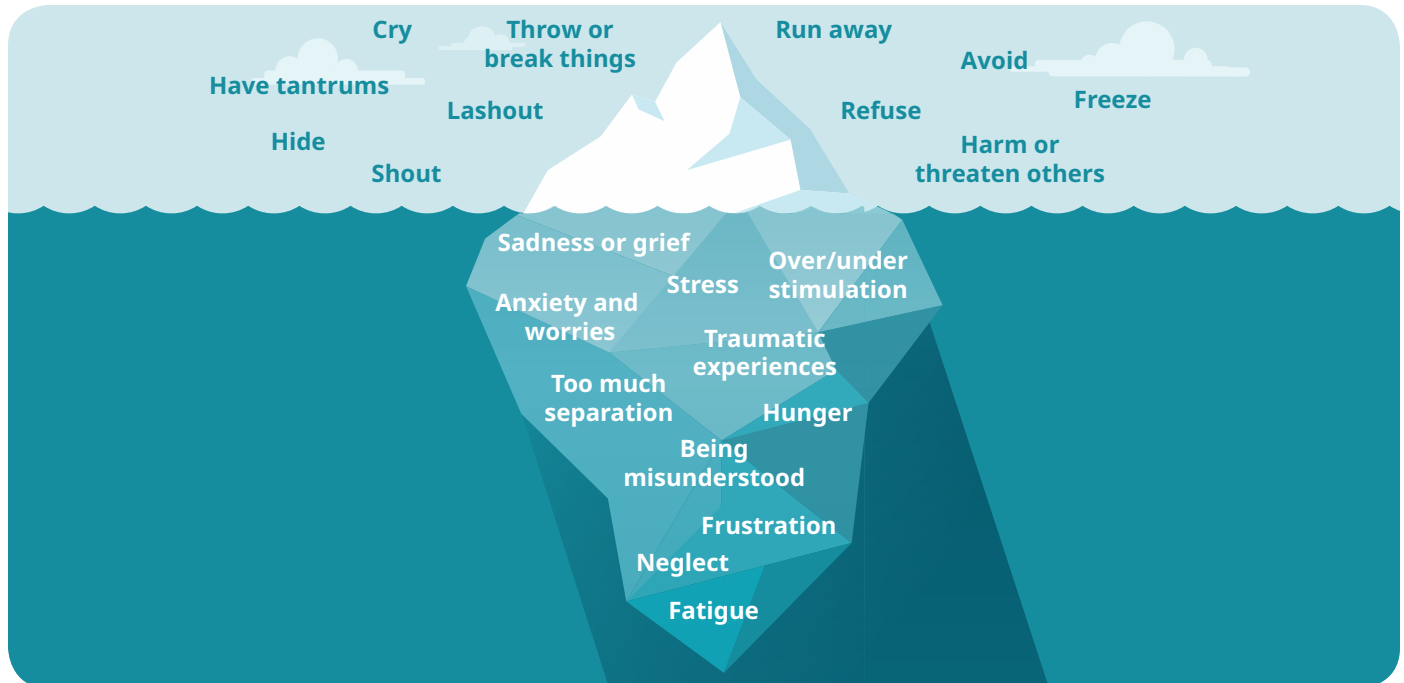 Cry
Throw or
break things
Run away
Avoid
Have tantrums
Lashout
Refuse
Freeze
Hide
Shout
Harm or
threaten others
Sadness or grief
Stress
Over/under
stimulation
Anxiety and
worries
Traumatic
experiences
Too much
separation
Hunger
Being
misunderstood
Frustration
Neglect
Fatigue